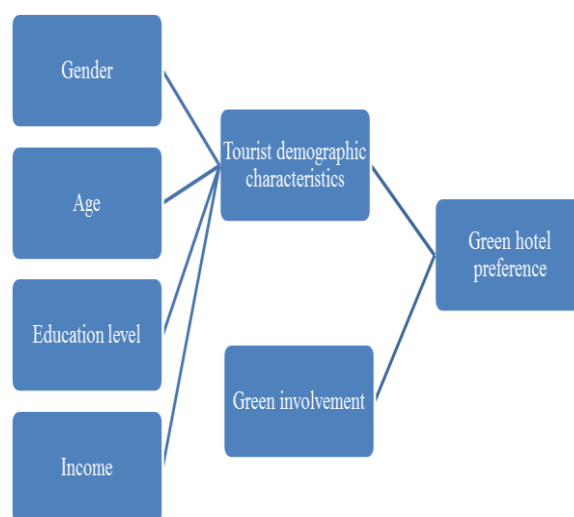 Gender
Age
Education level
Income
Tourist demographic
characteristics
Green involvement
Green hotel
preference